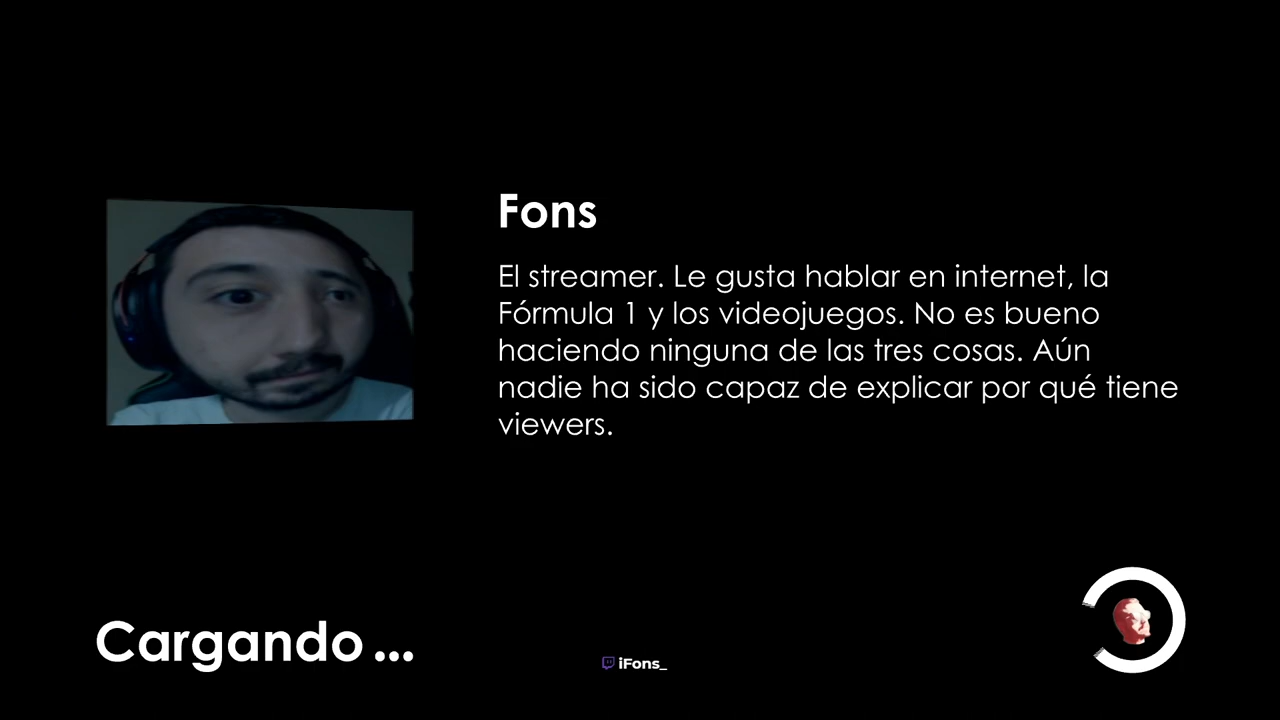 Fons
El streamer. Le gusta hablar en internet, la
Fórmula 1 y los videojuegos. No es bueno
haciendo ninguna de las tres cosas. Aún
nadie ha sido capaz de explicar por qué tiene
viewers.
Cargando ...
iFons_